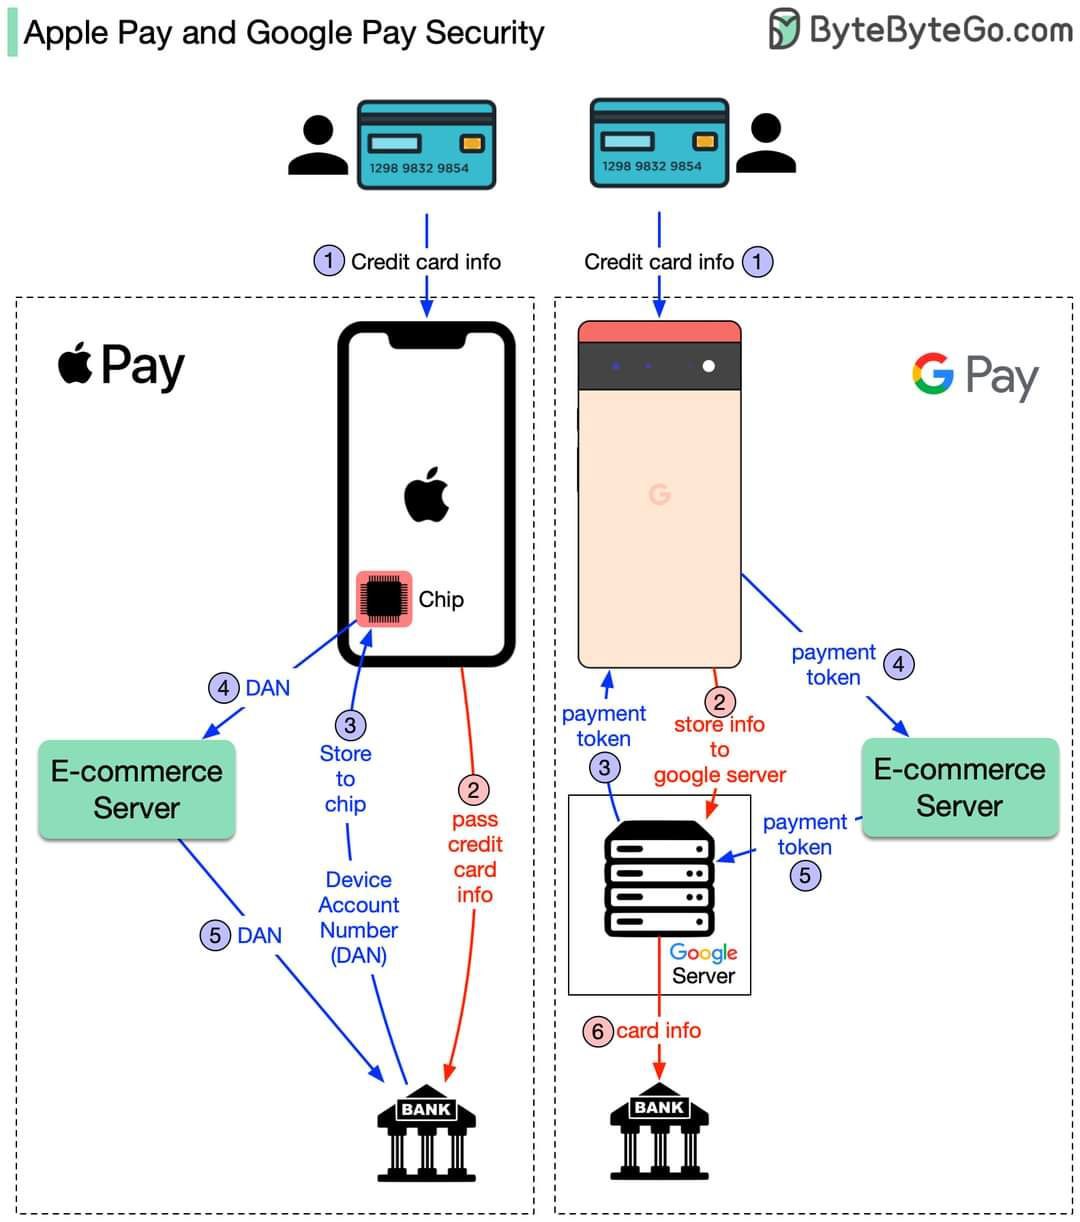 Apple Pay and Google Pay Security
ByteByteGo.com
1298 9832 9854
1298 9832 9854
1 Credit card info
Credit card info 1
Pay
G Pay
G
Chip
4 DAN
3
Store
to
chip
2
pass
credit
card
info
E-commerce
Server
Device
Account
Number
(DAN)
5 DAN
BANK
payment
token
4
payment
token
3
2
store info
to
google server
E-commerce
Server
payment
token
5
Google
Server
6 card info
BANK